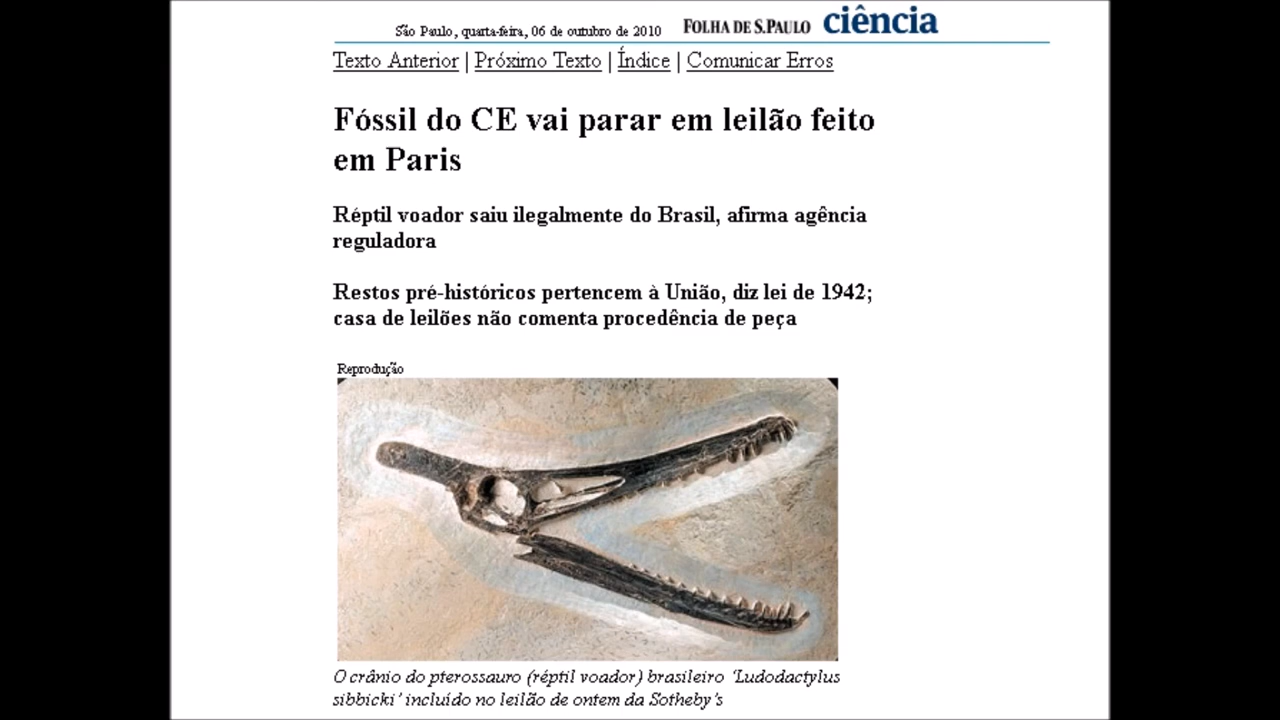 São Paulo, quarta-feira, 06 de outubro de 2010 FOLHA DE S.PAULO ciência
Texto Anterior | Próximo Texto | Índice | Comunicar Erros
Fóssil do CE vai parar em leilão feito
em Paris
Réptil voador saiu ilegalmente do Brasil, afirma agência
reguladora
Restos pré-históricos pertencem à União, diz lei de 1942;
casa de leilões não comenta procedência de peça
Reprodução
O crânio do pterossauro (réptil voador) brasileiro 'Ludodactylus
sibbicki' incluído no leilão de ontem da Sotheby's